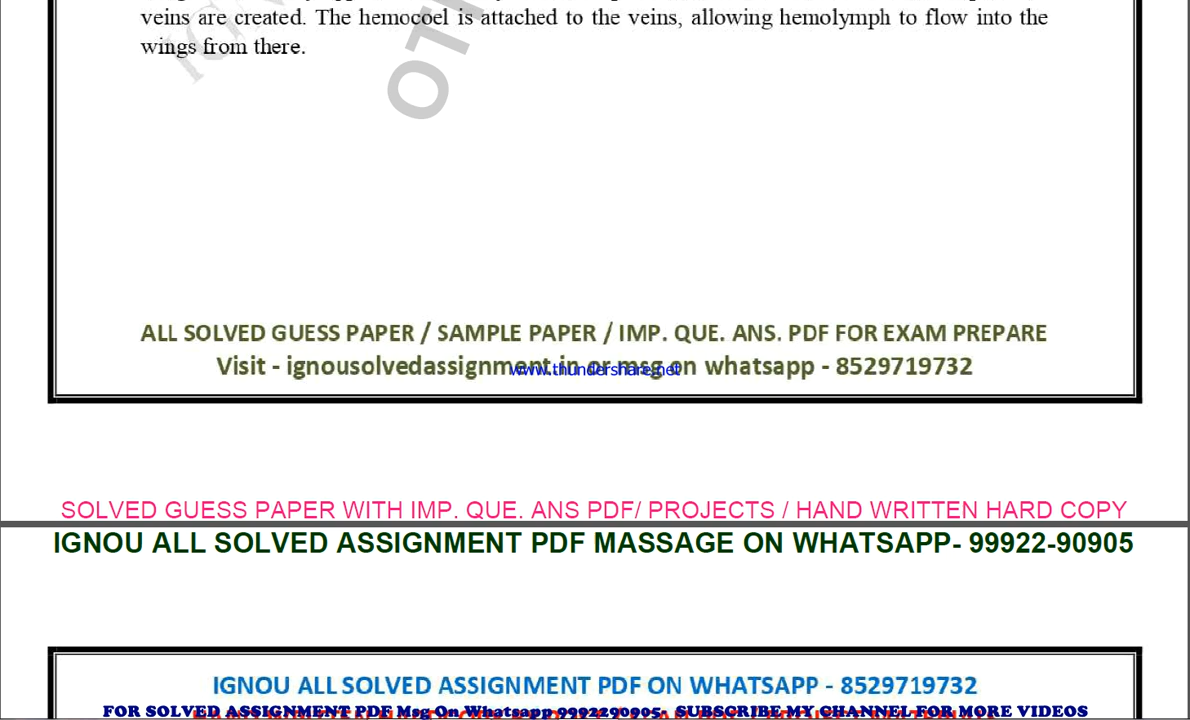 veins are created. The hemocoel is attached to the veins, allowing hemolymph to flow into the
wings from there.
ALL SOLVED GUESS PAPER / SAMPLE PAPER / IMP. QUE. ANS. PDF FOR EXAM PREPARE
Visit - ignousolvedassignment.in or msg on whatsapp - 8529719732
www.thundershare.net
SOLVED GUESS PAPER WITH IMP. QUE. ANS PDF/ PROJECTS / HAND WRITTEN HARD COPY
IGNOU ALL SOLVED ASSIGNMENT PDF MASSAGE ON WHATSAPP- 99922-90905
IGNOU ALL SOLVED ASSIGNMENT PDF ON WHATSAPP - 8529719732
FOR SOLVED ASSIGNMENT PDF Msg On Whatsapp 9992290905- SUBSCRIBE MY CHANNEL FOR MORE VIDEOS